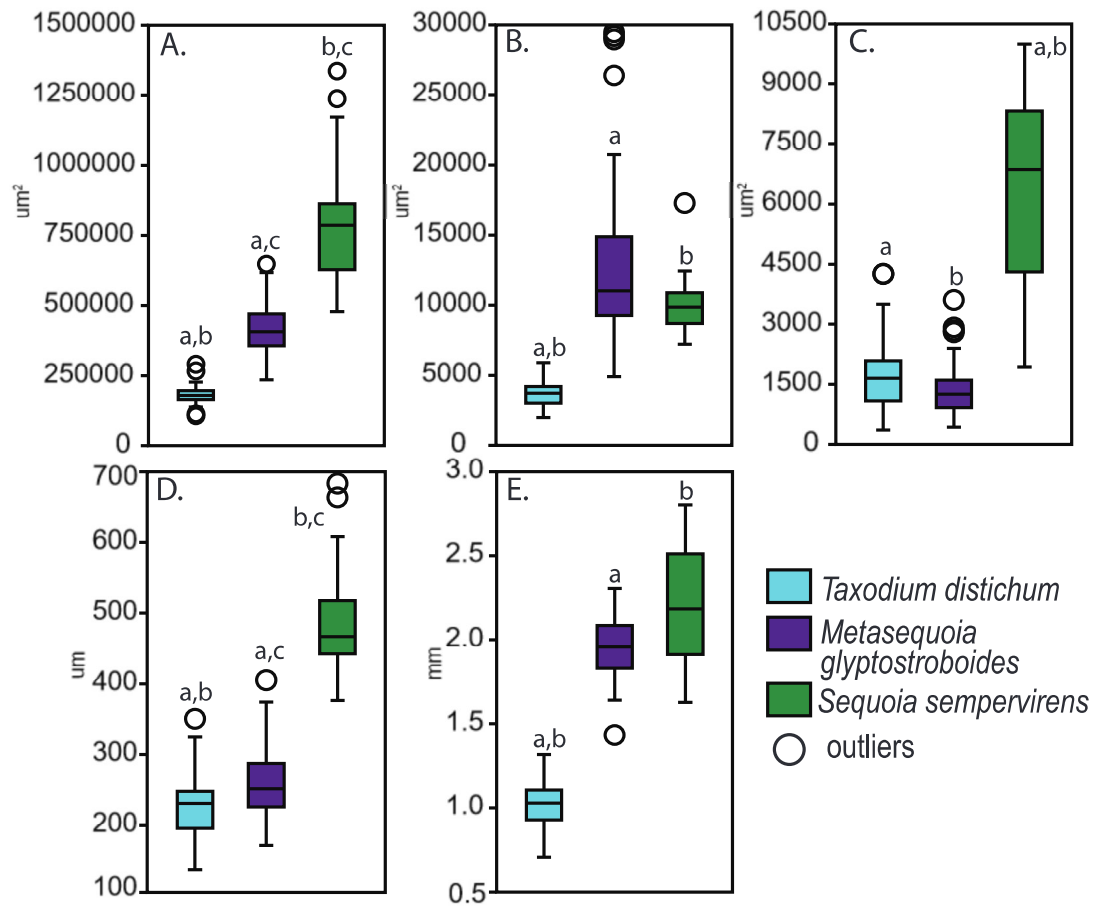 A.
1500000
1250000
1000000
750000
500000
250000
0
um²
a,b
a,c
b,c
B.
30000
25000
20000
15000
10000
5000
0
um²
a,b
a
b
C.
10500
9000
7500
6000
4500
3000
1500
0
um²
a
b
a,b
D.
700
600
500
400
300
200
100
um
a,b
a,c
b,c
E.
3.0
2.5
2.0
1.5
1.0
0.5
mm
a,b
a
b
Taxodium distichum
Metasequoia
glyptostroboides
Sequoia sempervirens
outliers